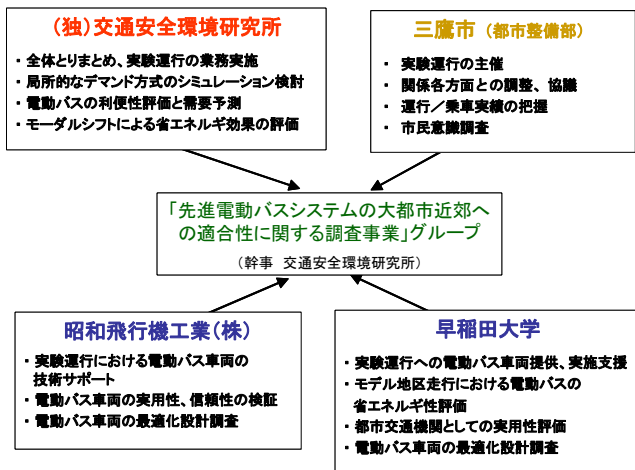 (独)交通安全環境研究所
・ 全体とりまとめ、実験運行の業務実施
・ 局所的なデマンド方式のシミュレーション検討
・ 電動バスの利便性評価と需要予測
・ モーダルシフトによる省エネルギ効果の評価
三鷹市 (都市整備部)
・ 実験運行の主催
・ 関係各方面との調整、協議
・ 運行／乗車実績の把握
・ 市民意識調査
「先進電動バスシステムの大都市近郊へ
の適合性に関する調査事業」グループ
(幹事 交通安全環境研究所)
昭和飛行機工業(株)
・ 実験運行における電動バス車両の
技術サポート
・ 電動バス車両の実用性、信頼性の検証
・ 電動バス車両の最適化設計調査
早稲田大学
・ 実験運行への電動バス車両提供、実施支援
・ モデル地区走行における電動バスの
省エネルギ性評価
・ 都市交通機関としての実用性評価
・ 電動バス車両の最適化設計調査